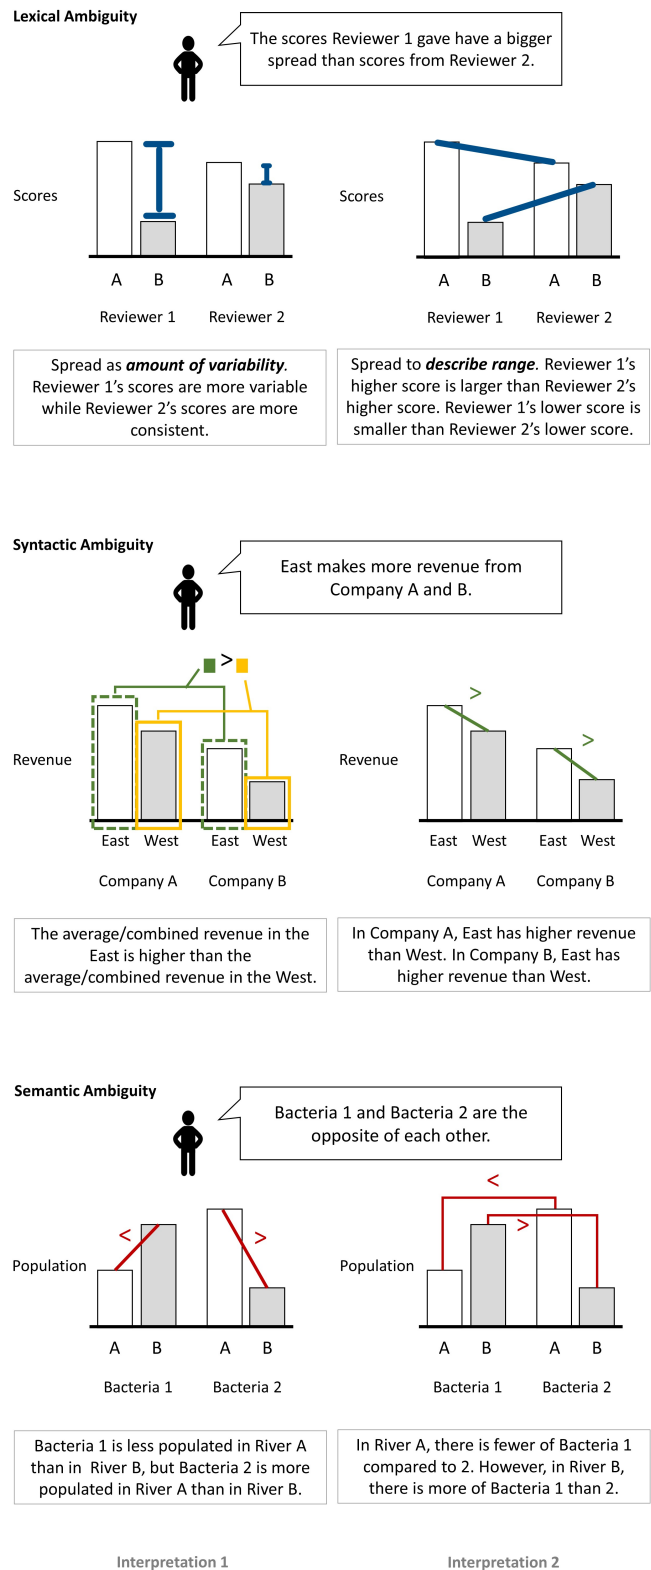 Lexical Ambiguity
The scores Reviewer 1 gave have a bigger
spread than scores from Reviewer 2.
Scores
A B A B
Reviewer 1 Reviewer 2
Scores
A B A B
Reviewer 1 Reviewer 2
Spread as amount of variability.
Reviewer 1's scores are more variable
while Reviewer 2's scores are more
consistent.
Spread to describe range. Reviewer 1's
higher score is larger than Reviewer 2's
higher score. Reviewer 1's lower score is
smaller than Reviewer 2's lower score.
Syntactic Ambiguity
East makes more revenue from
Company A and B.
>
Revenue
East West East West
Company A Company B
>
>
Revenue
East West East West
Company A Company B
The average/combined revenue in the
East is higher than the
average/combined revenue in the West.
In Company A, East has higher revenue
than West. In Company B, East has
higher revenue than West.
Semantic Ambiguity
Bacteria 1 and Bacteria 2 are the
opposite of each other.
< >
Population
A B A B
Bacteria 1 Bacteria 2
<
>
Population
A B A B
Bacteria 1 Bacteria 2
Bacteria 1 is less populated in River A
than in River B, but Bacteria 2 is more
populated in River A than in River B.
In River A, there is fewer of Bacteria 1
compared to 2. However, in River B,
there is more of Bacteria 1 than 2.
Interpretation 1 Interpretation 2